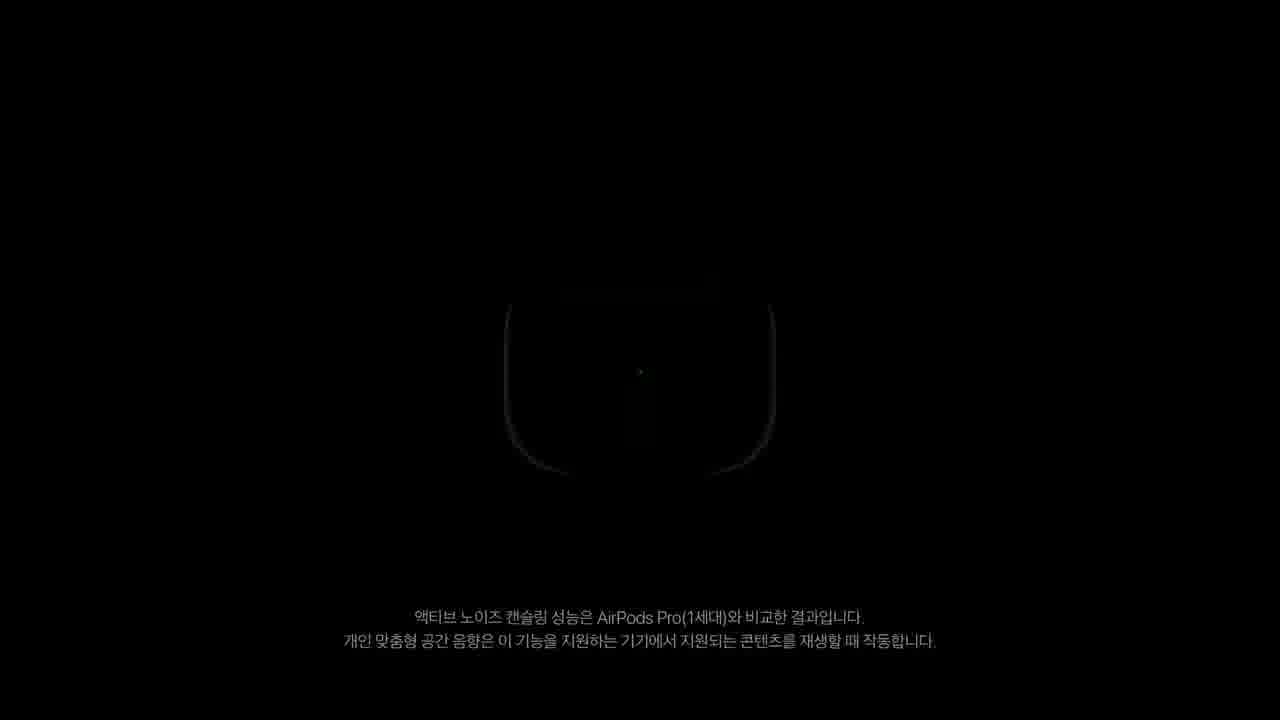 액티브 노이즈 캔슬링 성능은 AirPods Pro(1세대)와 비교한 결과입니다.
개인 맞춤형 공간 음향은 이 기능을 지원하는 기기에서 지원되는 콘텐츠를 재생할 때 작동합니다.